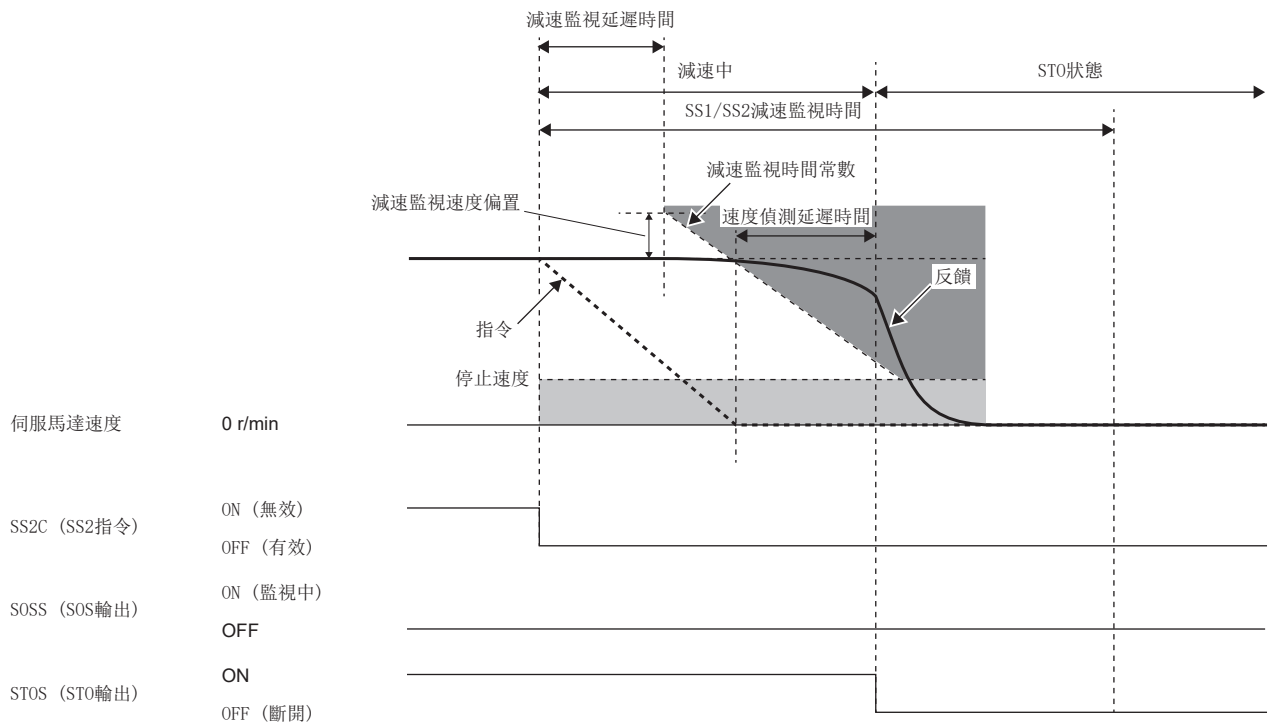 減速監視延遲時間
減速中
STO狀態
SS1/SS2減速監視時間
減速監視時間常數
減速監視速度偏置
速度偵測延遲時間
反饋
指令
停止速度
伺服馬達速度
0 r/min
SS2C (SS2指令)
ON (無效)
OFF (有效)
SOSS (SOS輸出)
ON (監視中)
OFF
STOS (STO輸出)
ON
OFF (斷開)